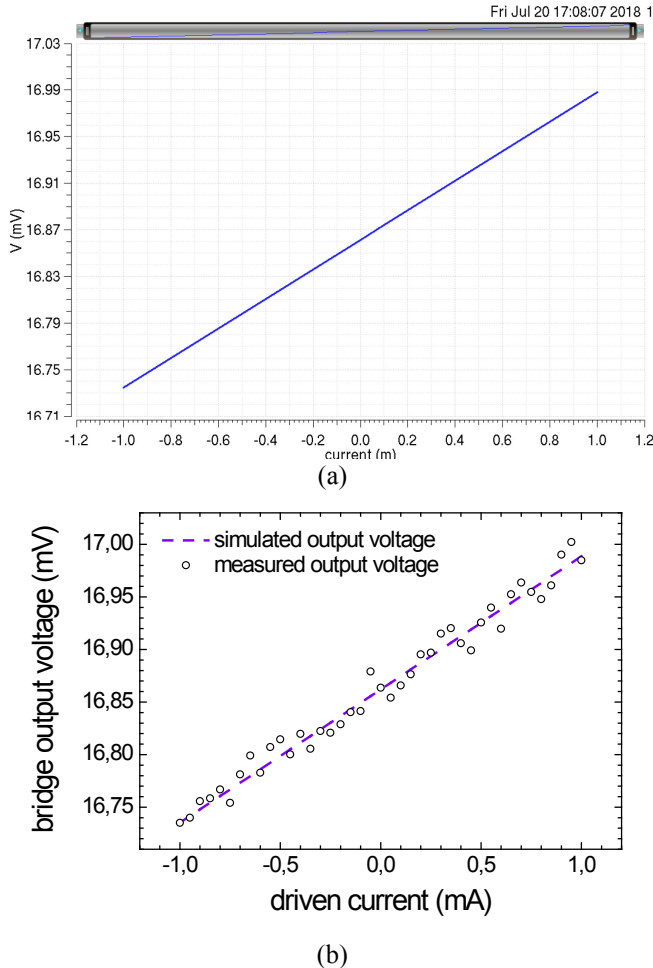 Fri Jul 20 17:08:07 2018 1
17.03
16.99
16.95
16.91
16.87
16.83
16.79
16.75
16.71
V (mV)
-1.2 -1.0 -0.8 -0.6 -0.4 -0.2 0.0 0.2 0.4 0.6 0.8 1.0 1.2
current (m)
(a)
simulated output voltage
measured output voltage
17,00
16,95
16,90
16,85
16,80
16,75
bridge output voltage (mV)
-1,0 -0,5 0,0 0,5 1,0
driven current (mA)
(b)